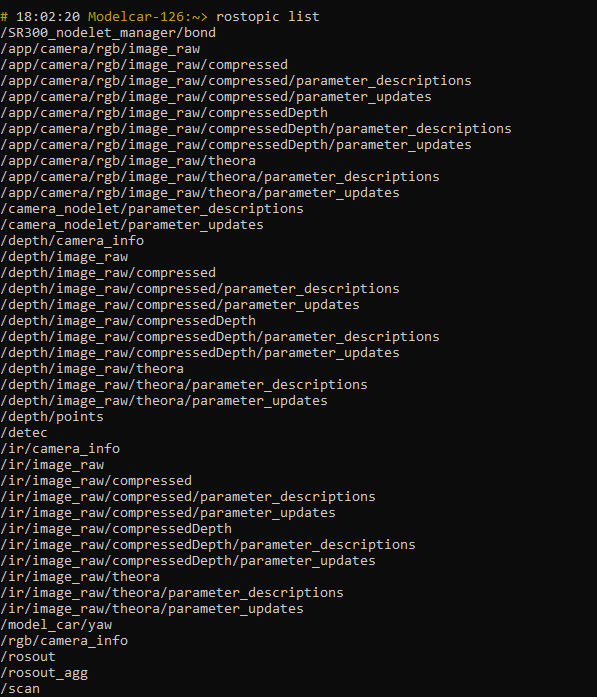 # 18:02:20 Modelcar-126:~> rostopic list
/SR300_nodelet_manager/bond
/app/camera/rgb/image_raw
/app/camera/rgb/image_raw/compressed
/app/camera/rgb/image_raw/compressed/parameter_descriptions
/app/camera/rgb/image_raw/compressed/parameter_updates
/app/camera/rgb/image_raw/compressedDepth
/app/camera/rgb/image_raw/compressedDepth/parameter_descriptions
/app/camera/rgb/image_raw/compressedDepth/parameter_updates
/app/camera/rgb/image_raw/theora
/app/camera/rgb/image_raw/theora/parameter_descriptions
/app/camera/rgb/image_raw/theora/parameter_updates
/camera_nodelet/parameter_descriptions
/camera_nodelet/parameter_updates
/depth/camera_info
/depth/image_raw
/depth/image_raw/compressed
/depth/image_raw/compressed/parameter_descriptions
/depth/image_raw/compressed/parameter_updates
/depth/image_raw/compressedDepth
/depth/image_raw/compressedDepth/parameter_descriptions
/depth/image_raw/compressedDepth/parameter_updates
/depth/image_raw/theora
/depth/image_raw/theora/parameter_descriptions
/depth/image_raw/theora/parameter_updates
/depth/points
/detec
/ir/camera_info
/ir/image_raw
/ir/image_raw/compressed
/ir/image_raw/compressed/parameter_descriptions
/ir/image_raw/compressed/parameter_updates
/ir/image_raw/compressedDepth
/ir/image_raw/compressedDepth/parameter_descriptions
/ir/image_raw/compressedDepth/parameter_updates
/ir/image_raw/theora
/ir/image_raw/theora/parameter_descriptions
/ir/image_raw/theora/parameter_updates
/model_car/yaw
/rgb/camera_info
/rosout
/rosout_agg
/scan